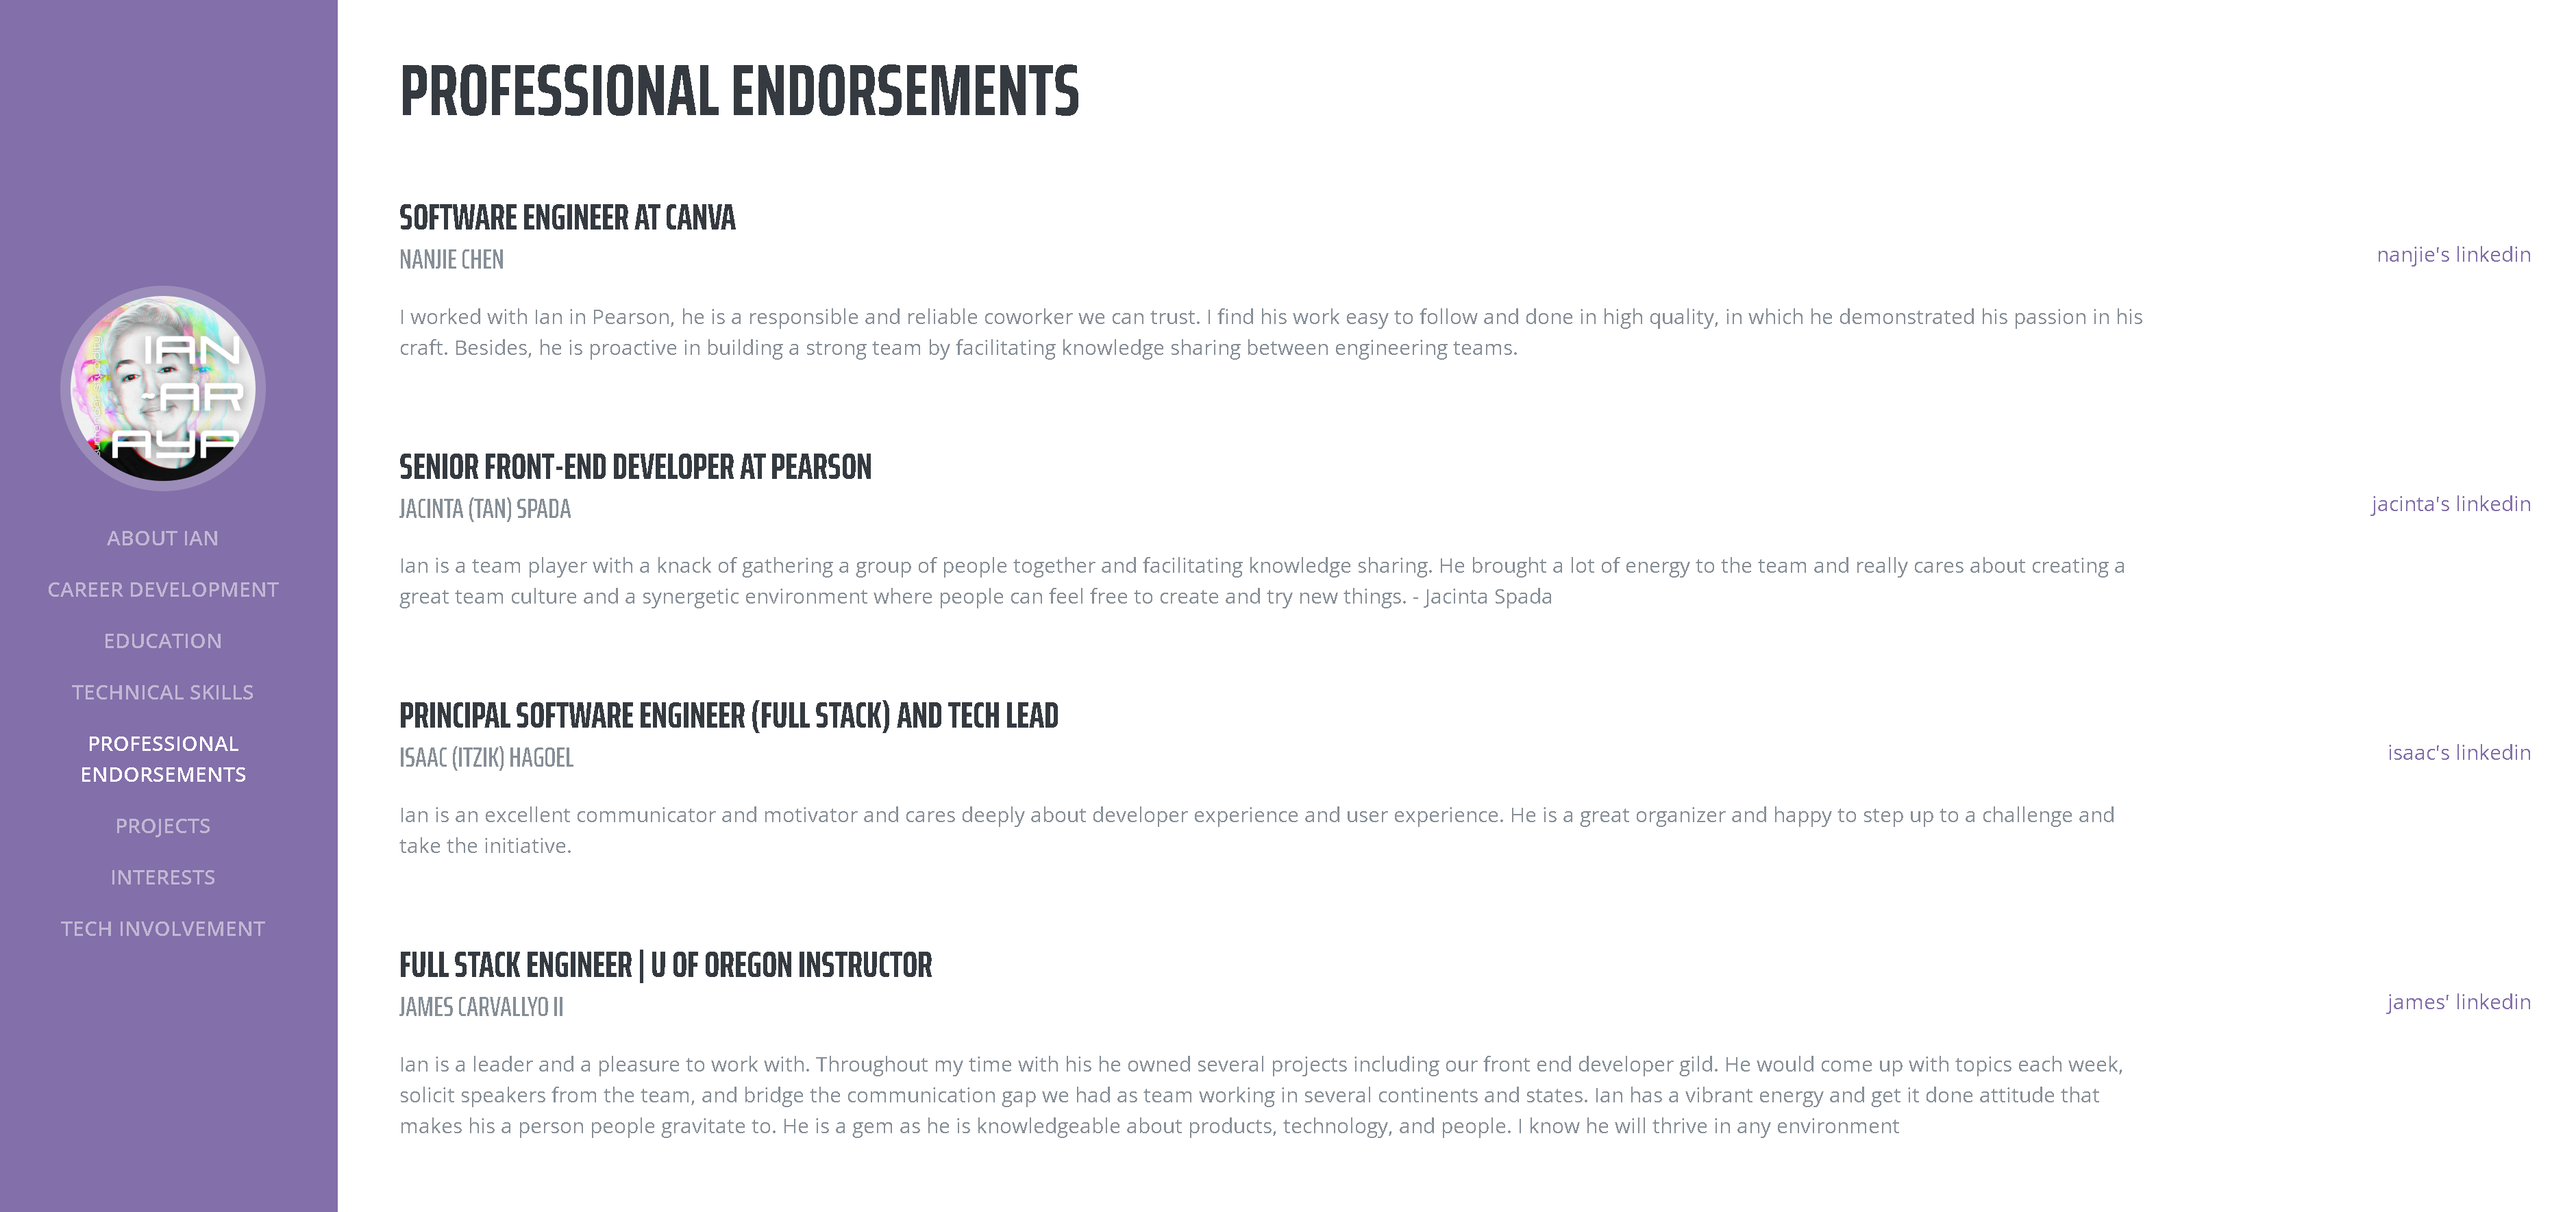 IAN
-AR
AYA
ABOUT IAN
CAREER DEVELOPMENT
EDUCATION
TECHNICAL SKILLS
PROFESSIONAL
ENDORSEMENTS
PROJECTS
INTERESTS
TECH INVOLVEMENT
PROFESSIONAL ENDORSEMENTS
SOFTWARE ENGINEER AT CANVA
NANJIE CHEN
nanjie's linkedin
I worked with Ian in Pearson, he is a responsible and reliable coworker we can trust. I find his work easy to follow and done in high quality, in which he demonstrated his passion in his
craft. Besides, he is proactive in building a strong team by facilitating knowledge sharing between engineering teams.
SENIOR FRONT-END DEVELOPER AT PEARSON
JACINTA (TAN) SPADA
jacinta's linkedin
Ian is a team player with a knack of gathering a group of people together and facilitating knowledge sharing. He brought a lot of energy to the team and really cares about creating a
great team culture and a synergetic environment where people can feel free to create and try new things. - Jacinta Spada
PRINCIPAL SOFTWARE ENGINEER (FULL STACK) AND TECH LEAD
ISAAC (ITZIK) HAGOEL
isaac's linkedin
Ian is an excellent communicator and motivator and cares deeply about developer experience and user experience. He is a great organizer and happy to step up to a challenge and
take the initiative.
FULL STACK ENGINEER | U OF OREGON INSTRUCTOR
JAMES CARVALLYO II
james' linkedin
Ian is a leader and a pleasure to work with. Throughout my time with his he owned several projects including our front end developer gild. He would come up with topics each week,
solicit speakers from the team, and bridge the communication gap we had as team working in several continents and states. Ian has a vibrant energy and get it done attitude that
makes his a person people gravitate to. He is a gem as he is knowledgeable about products, technology, and people. I know he will thrive in any environment